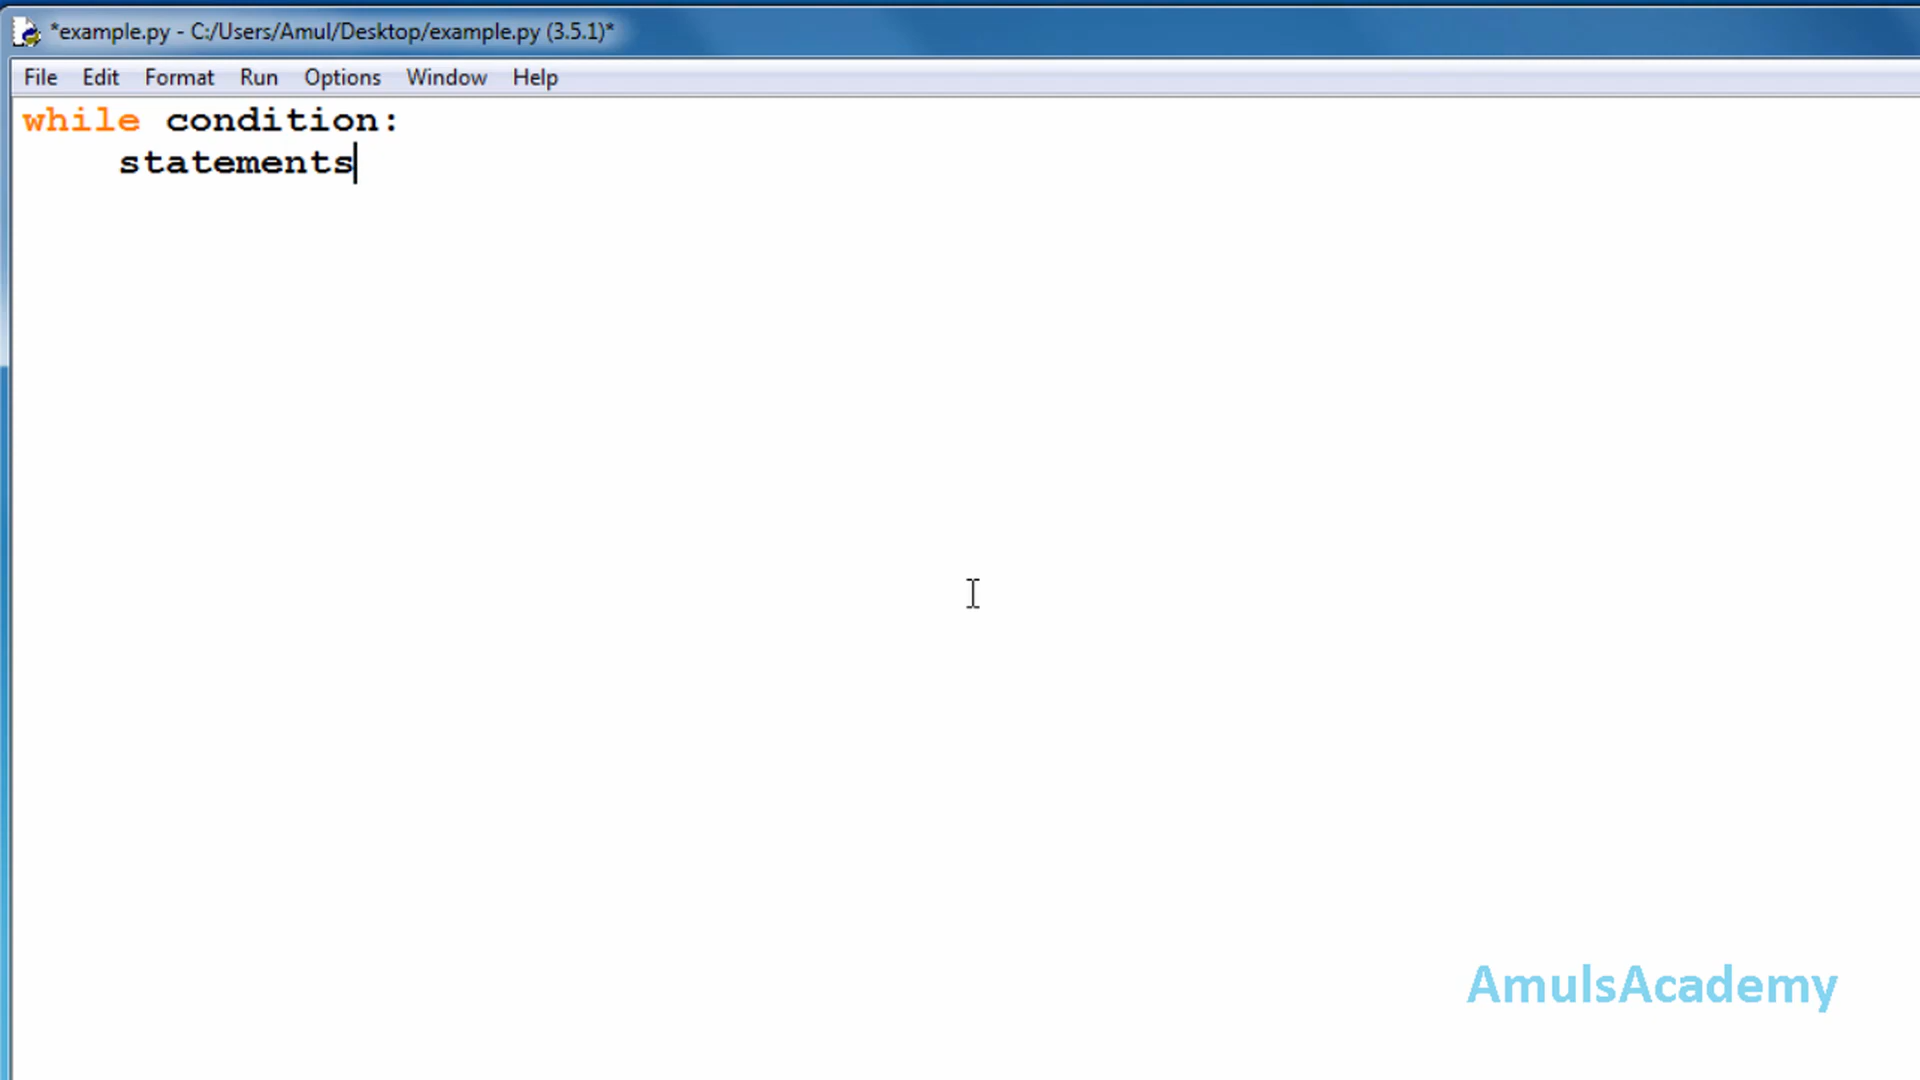 *example.py - C:/Users/Amul/Desktop/example.py (3.5.1)*
File Edit Format Run Options Window Help
while condition:
    statements
AmulsAcademy